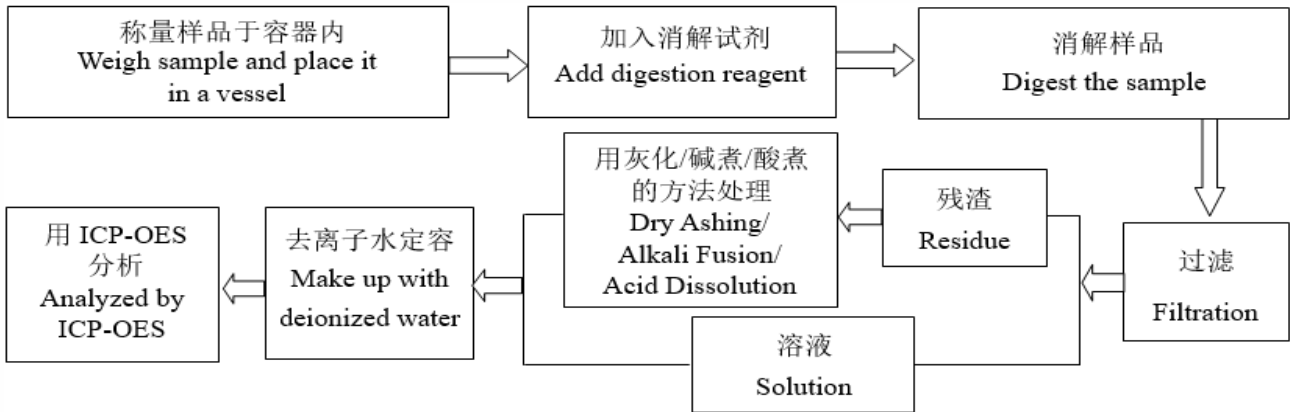 称量样品于容器内
Weigh sample and place it
in a vessel
加入消解试剂
Add digestion reagent
消解样品
Digest the sample
过滤
Filtration
残渣
Residue
用灰化/碱煮/酸煮
的方法处理
Dry Ashing/
Alkali Fusion/
Acid Dissolution
溶液
Solution
去离子水定容
Make up with
deionized water
用 ICP-OES
分析
Analyzed by
ICP-OES